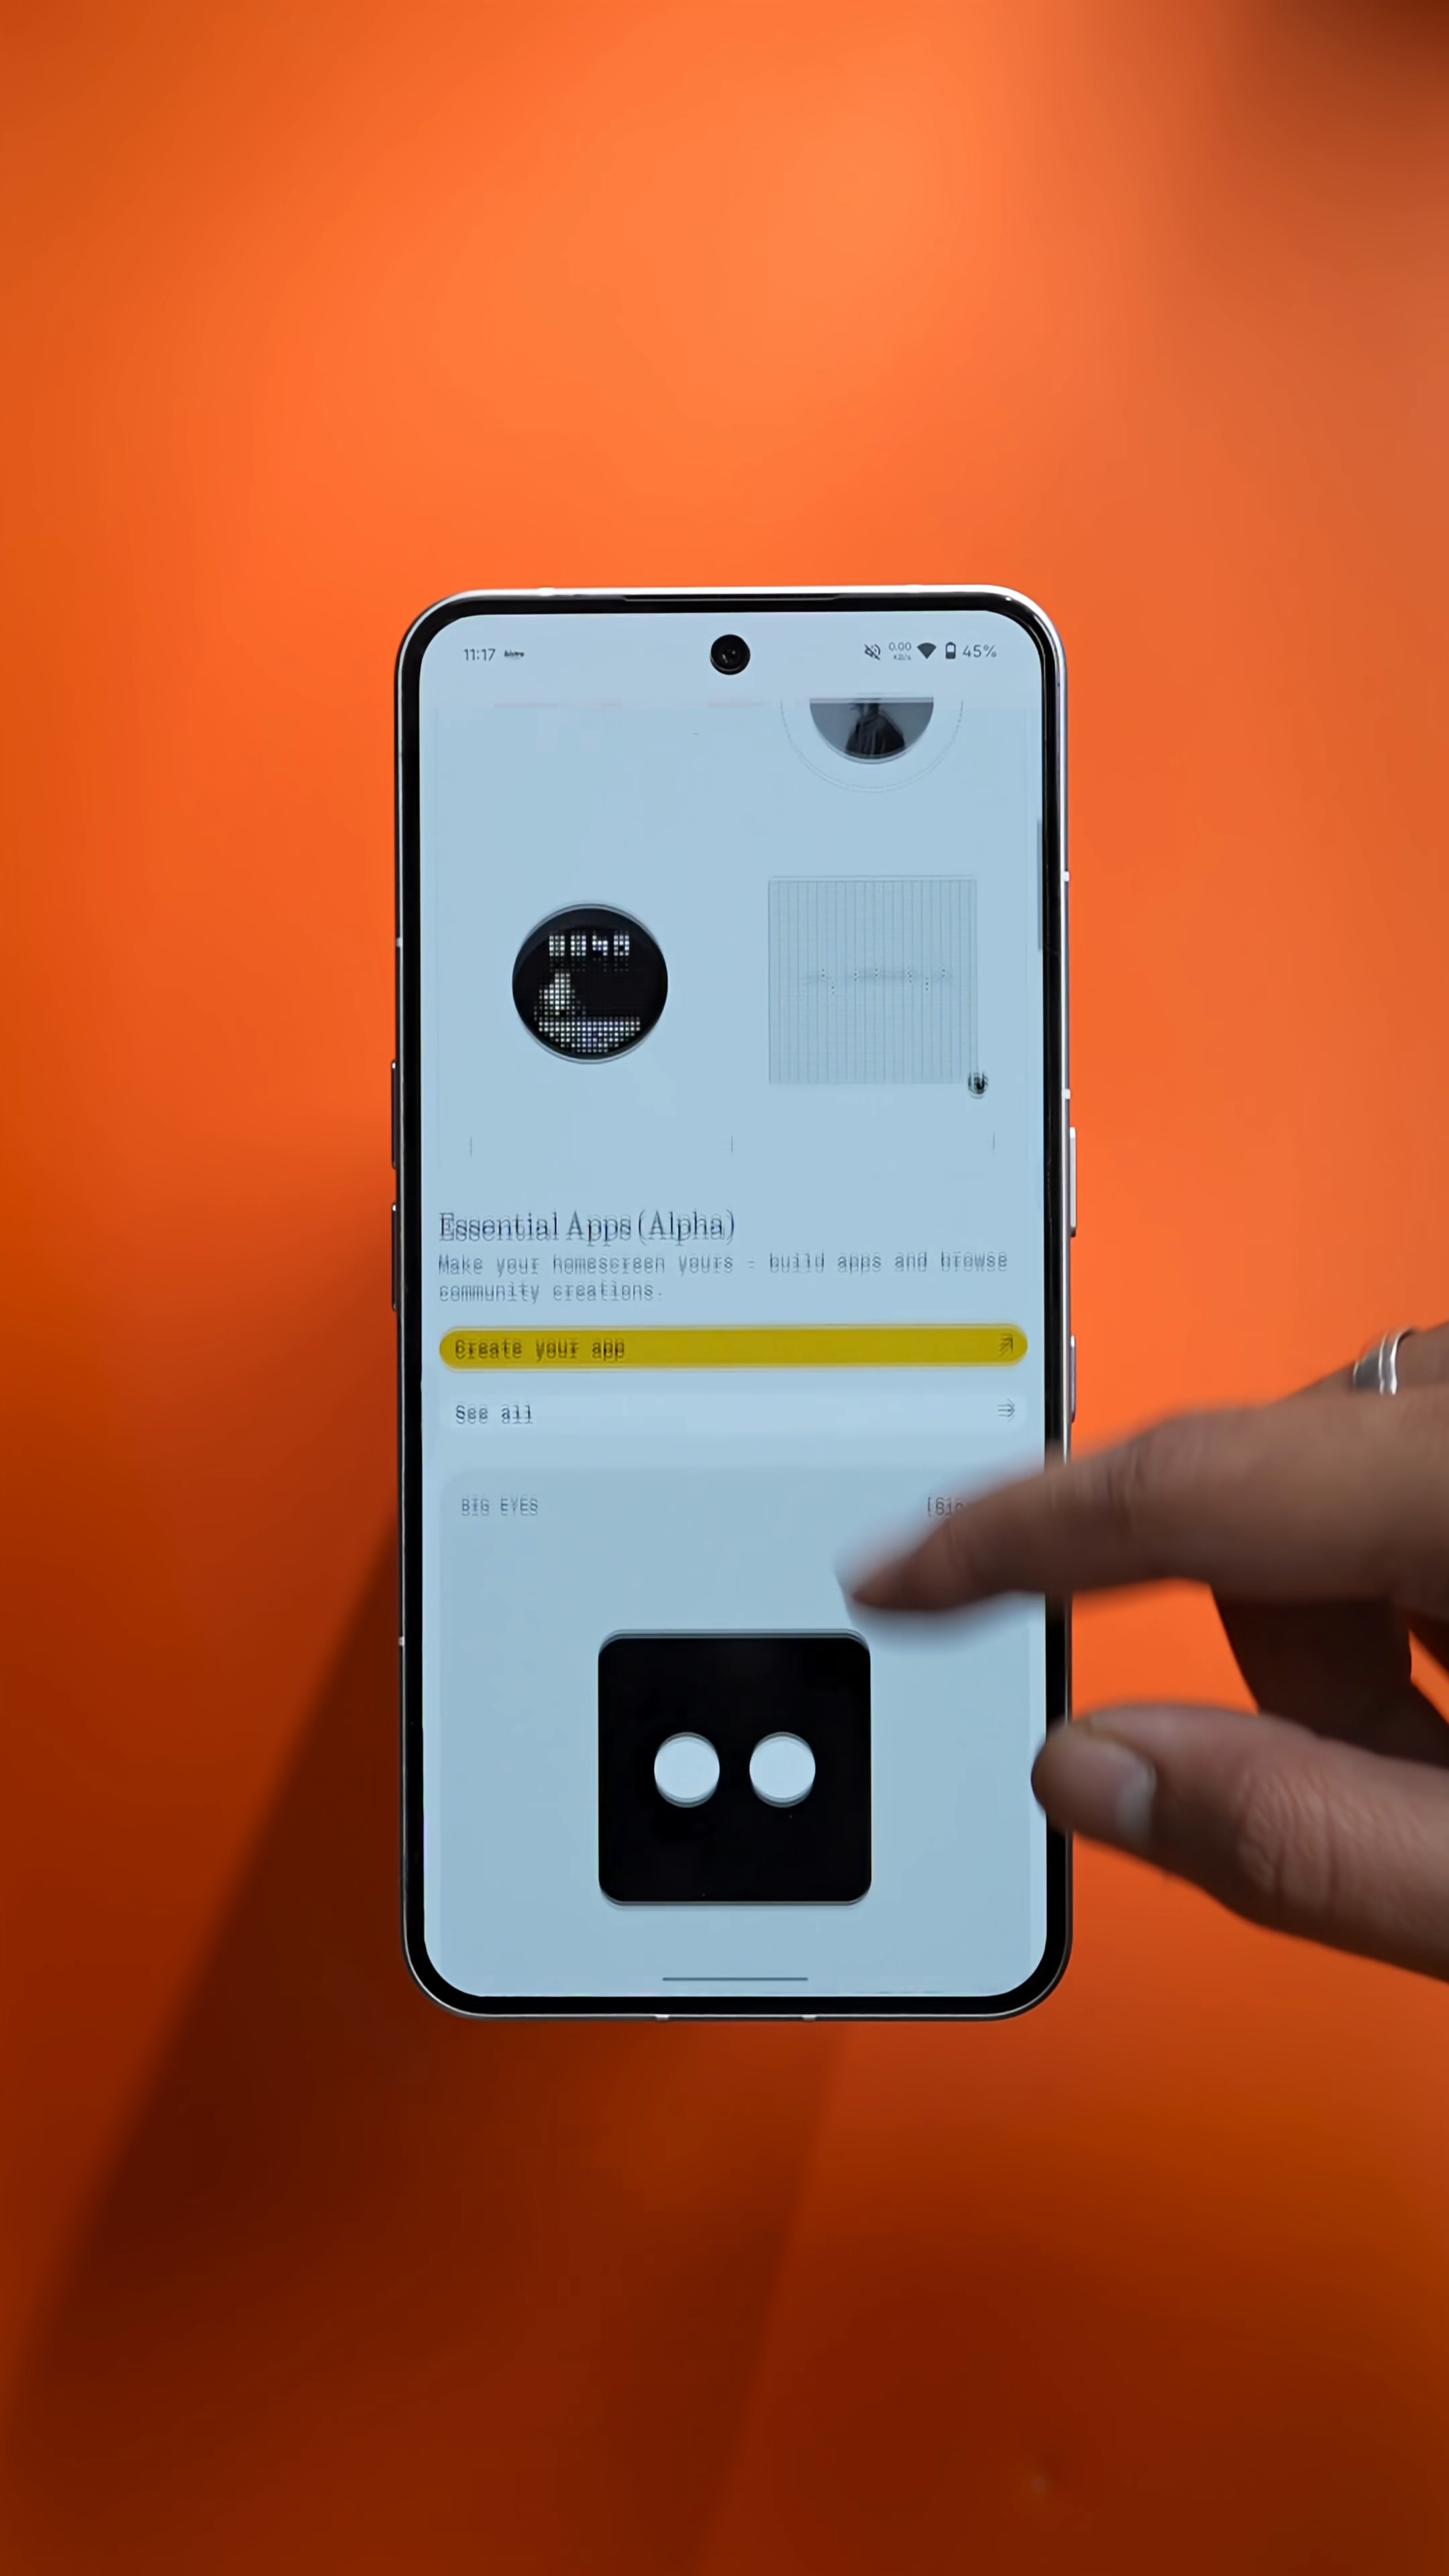 11:17
0.00
KB/s
45%
Essential Apps (Alpha)
Make your homescreen yours - build apps and browse
community creations.
Create your app
See all
BIG EYES